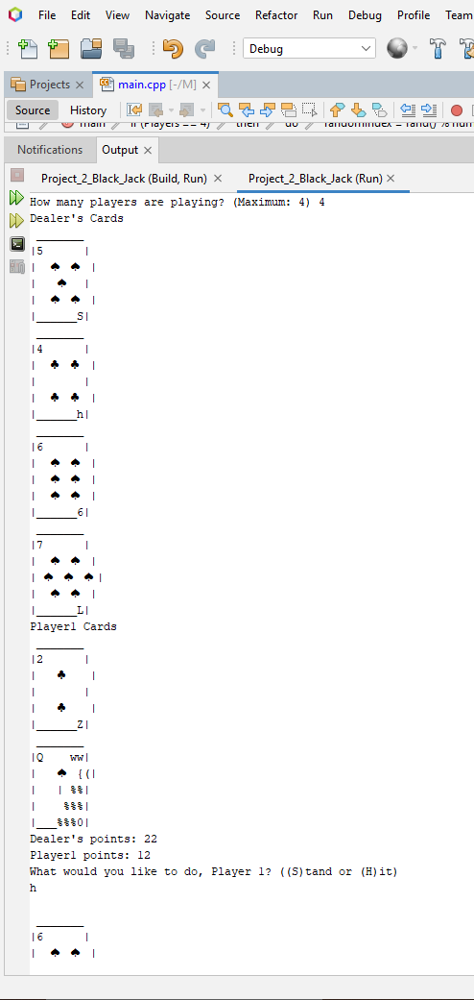 File Edit View Navigate Source Refactor Run Debug Profile Team
Debug
Projects main.cpp [-/M]
Source History
main if (Players == 4) then do randomIndex = rand() % num
Notifications Output
Project_2_Black_Jack (Build, Run) Project_2_Black_Jack (Run)
How many players are playing? (Maximum: 4) 4
Dealer's Cards
 _______
|5      |
|  ♠ ♠  |
|   ♠   |
|  ♠ ♠  |
|______S|
 _______
|4      |
|  ♣ ♣  |
|       |
|  ♣ ♣  |
|______h|
 _______
|6      |
|  ♠ ♠  |
|  ♠ ♠  |
|  ♠ ♠  |
|______6|
 _______
|7      |
|  ♠ ♠  |
| ♠ ♠ ♠ |
|  ♠ ♠  |
|______L|
Player1 Cards
 _______
|2      |
|   ♣   |
|       |
|   ♣   |
|______Z|
 _______
|Q    ww|
|   ♠ {(|
|   | %%|
|    %%%|
|___%%%O|
Dealer's points: 22
Player1 points: 12
What would you like to do, Player 1? ((S)tand or (H)it)
h
 _______
|6      |
|  ♠ ♠  |